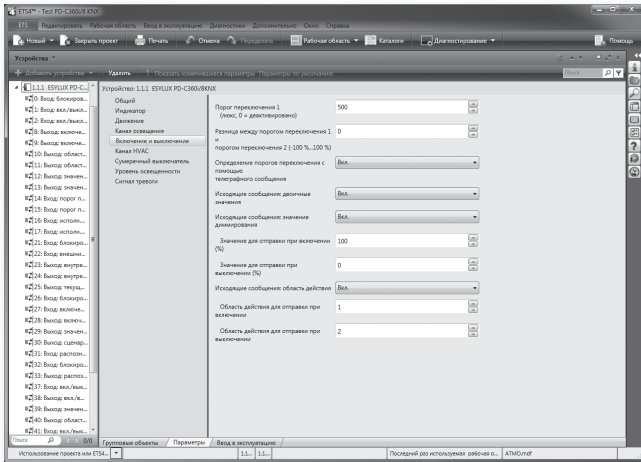 ETS4™ - Test PD-C360i/8 KNX
ETS Редактировать Рабочая область Ввод в эксплуатацию Диагностики Дополнительно Окно Справка
Новый Закрыть проект Печать Отмена Переделать Рабочая область Каталоги Диагностирование Помощь
Устройства
Добавить устройства Удалить Показать изменившиеся параметры Параметры по умолчанию Поиск
1.1.1 ESYLUX PD-C...
0: Вход: блокиров...
1: Вход: вкл./выкл...
2: Вход: вкл./выкл...
8: Выход: включе...
9: Выход: включе...
10: Выход: област...
11: Выход: област...
12: Выход: значен...
13: Выход: значен...
14: Вход: порог п...
15: Вход: порог п...
16: Вход: исполн...
17: Вход: исполн...
21: Вход: блокиро...
22: Вход: внешни...
23: Выход: внутре...
24: Выход: внутре...
25: Выход: текущ...
26: Вход: блокиро...
27: Вход: включе...
28: Выход: включ...
29: Выход: значен...
30: Выход: сценар...
31: Вход: распозн...
32: Вход: блокиро...
33: Выход: распоз...
37: Вход: вкл./вык...
38: Выход: вкл./в...
39: Выход: значен...
40: Выход: област...
41: Вход: вкл./вык...
Поиск 0/0
Устройство: 1.1.1 ESYLUX PD-C360i/8KNX
Общий
Индикатор
Движение
Канал освещения
Включение и выключение
Канал HVAC
Сумеречный выключатель
Уровень освещенности
Сигнал тревоги
Порог переключения 1
(люкс, 0 = деактивировано)
500
Разница между порогом переключения 1
и
порогом переключения 2 (-100 %...100 %)
0
Определение порогов переключения с
помощью
телеграфного сообщения
Вкл.
Исходящие сообщения: двоичные
значения
Вкл.
Исходящие сообщения: значение
диммирования
Вкл.
Значение для отправки при включении
(%)
100
Значение для отправки при
выключении (%)
0
Исходящие сообщения: область действия
Вкл.
Область действия для отправки при
включении
1
Область действия для отправки при
выключении
2
Групповые объекты Параметры Ввод в эксплуатацию
Использование проекта или ETS4... 1.1... 1.1... Последний раз используемая рабочая о... ATMO.mdf